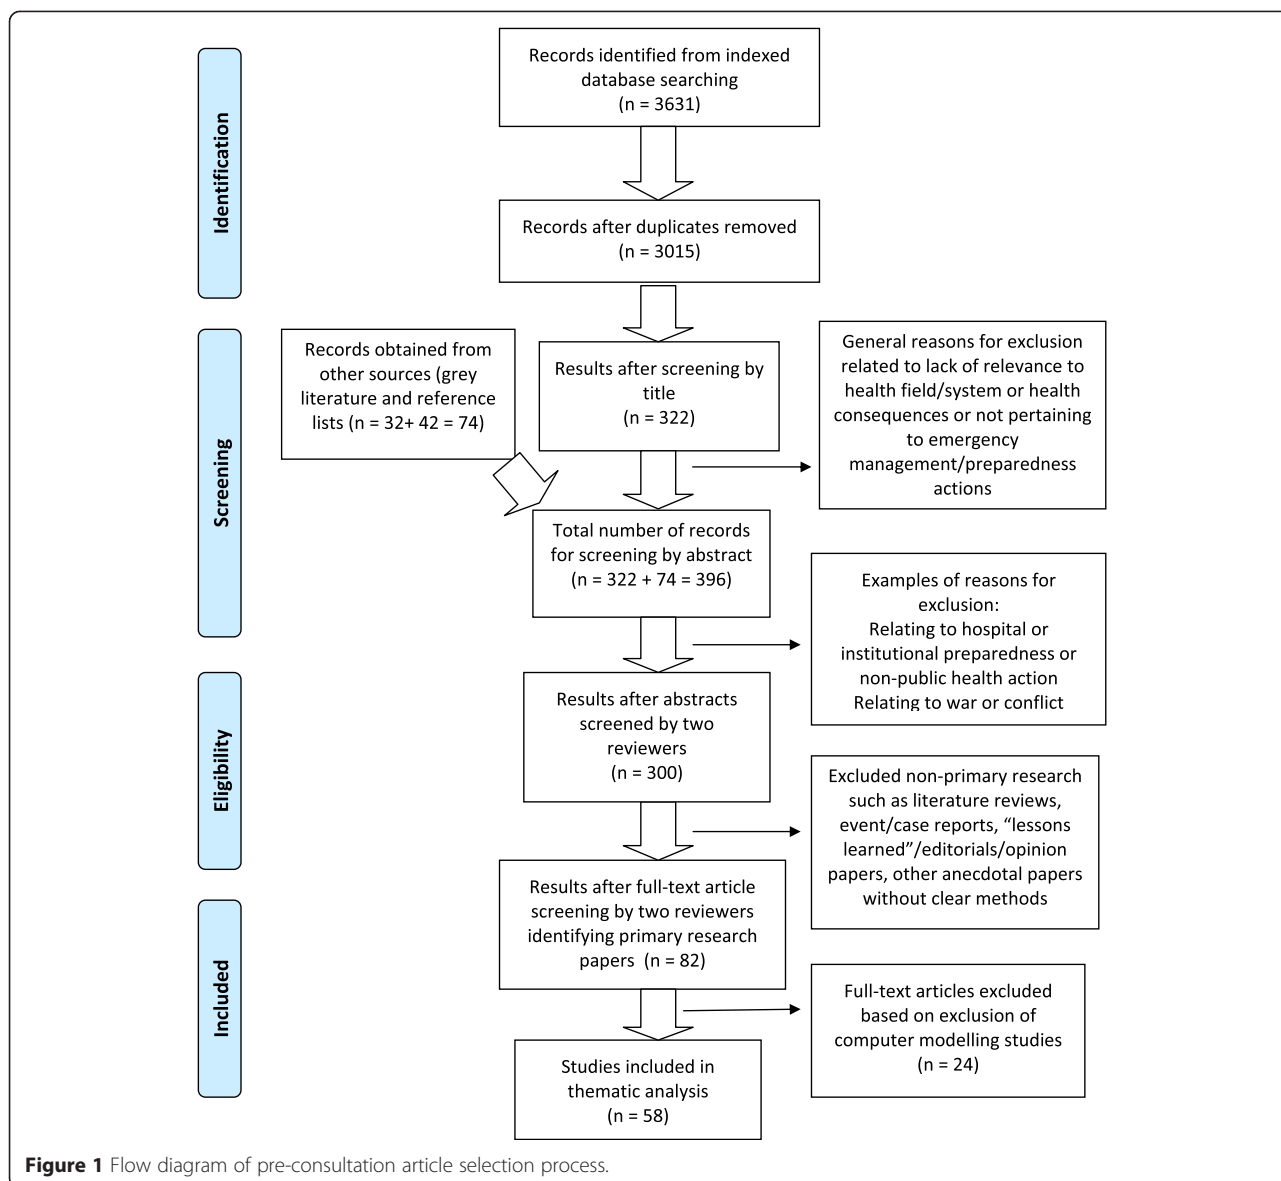 Identification
Records identified from indexed
database searching
(n = 3631)
Records after duplicates removed
(n = 3015)
Screening
Records obtained from
other sources (grey
literature and reference
lists (n = 32+ 42 = 74)
Results after screening by
title
(n = 322)
General reasons for exclusion
related to lack of relevance to
health field/system or health
consequences or not pertaining
to emergency
management/preparedness
actions
Total number of records
for screening by abstract
(n = 322 + 74 = 396)
Examples of reasons for
exclusion:
Relating to hospital or
institutional preparedness or
non-public health action
Relating to war or conflict
Eligibility
Results after abstracts
screened by two
reviewers
(n = 300)
Excluded non-primary research
such as literature reviews,
event/case reports, “lessons
learned”/editorials/opinion
papers, other anecdotal papers
without clear methods
Included
Results after full-text article
screening by two reviewers
identifying primary research
papers (n = 82)
Full-text articles excluded
based on exclusion of
computer modelling studies
(n = 24)
Studies included in
thematic analysis
(n = 58)
Figure 1 Flow diagram of pre-consultation article selection process.